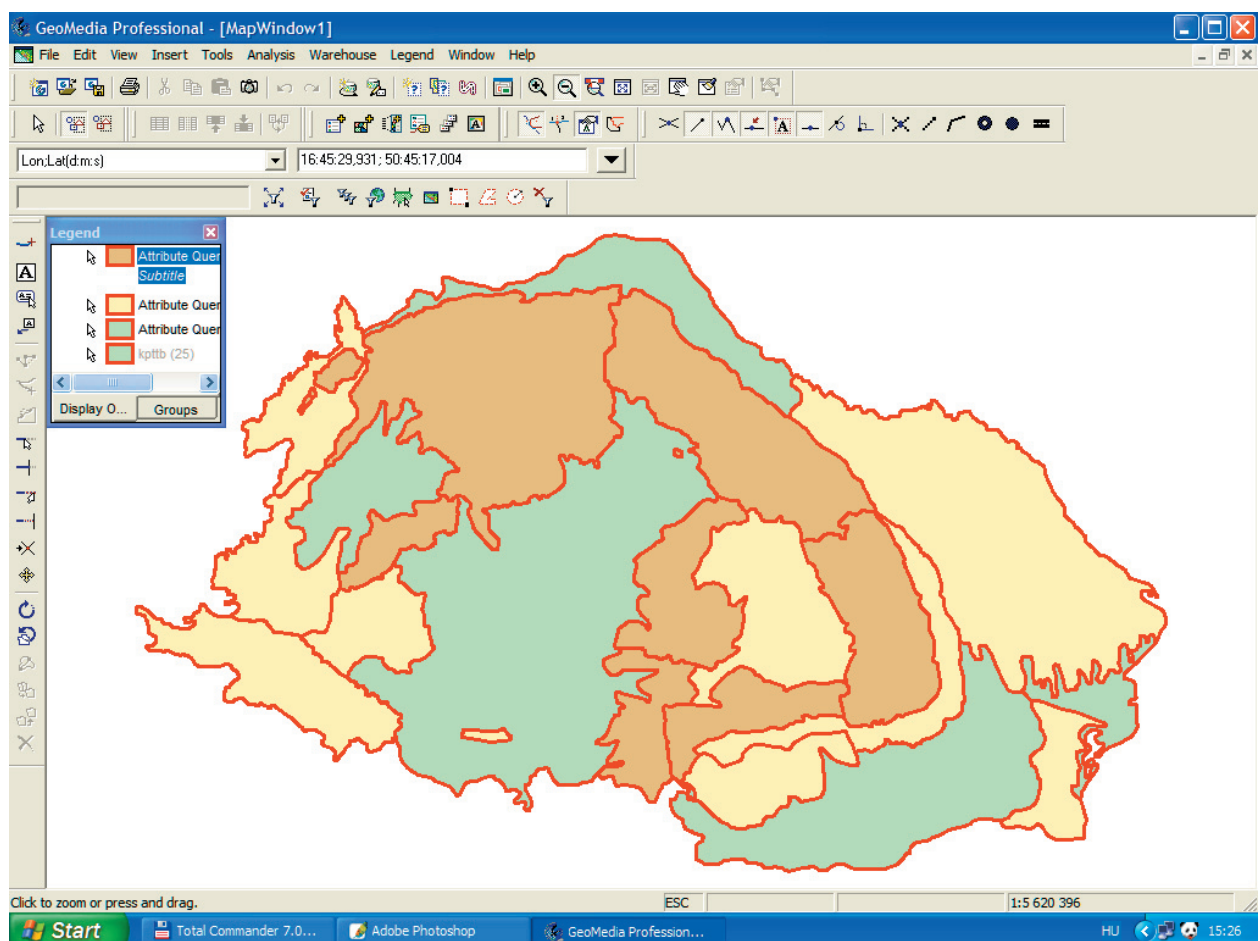 GeoMedia Professional - [MapWindow1]
File Edit View Insert Tools Analysis Warehouse Legend Window Help
Lon;Lat(d:m:s) 16:45:29,931; 50:45:17,004
Legend
Attribute Quer
Subtitle
Attribute Quer
Attribute Quer
kpttb (25)
Display O... Groups
Click to zoom or press and drag. ESC 1:5 620 396
Start Total Commander 7.0... Adobe Photoshop GeoMedia Profession... HU 15:26